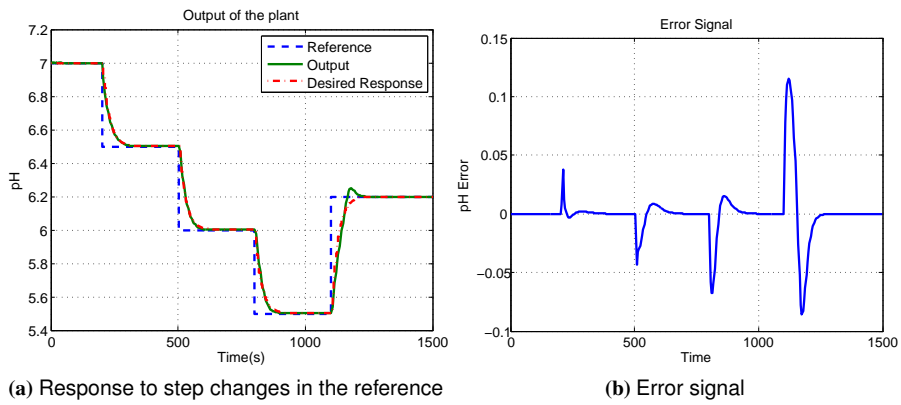 Output of the plant
7.2
7
6.8
6.6
6.4
6.2
6
5.8
5.6
5.4
pH
0
500
1000
1500
Time(s)
Reference
Output
Desired Response
(a) Response to step changes in the reference
Error Signal
0.15
0.1
0.05
0
−0.05
−0.1
pH Error
0
500
1000
1500
Time
(b) Error signal